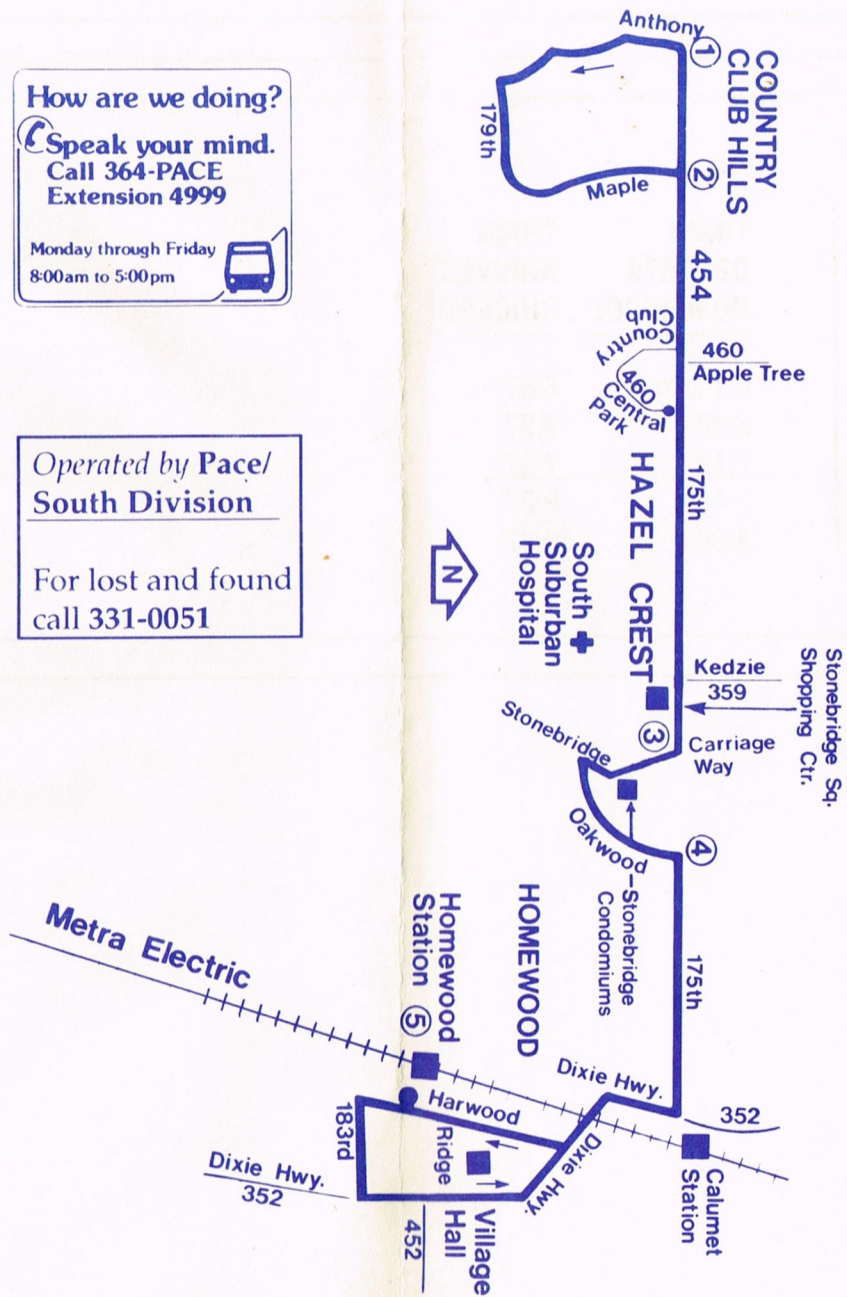 How are we doing?
Speak your mind.
Call 364-PACE
Extension 4999
Monday through Friday
8:00am to 5:00pm
Operated by Pace/
South Division
For lost and found
call 331-0051
Anthony
1
COUNTRY
CLUB HILLS
179th
2
Maple
454
Country
Club
460
Apple Tree
460
Central
Park
HAZEL CREST
175th
South
Suburban
Hospital
N
Kedzie
359
Stonebridge Sq.
Shopping Ctr.
3
Carriage
Way
Stonebridge
Oakwood
4
Stonebridge
Condomiums
HOMEWOOD
175th
Metra Electric
Homewood
Station
5
Dixie Hwy.
352
Calumet
Station
Harwood
Dixie Hwy.
183rd
Ridge
Village
Hall
Dixie Hwy.
352
452